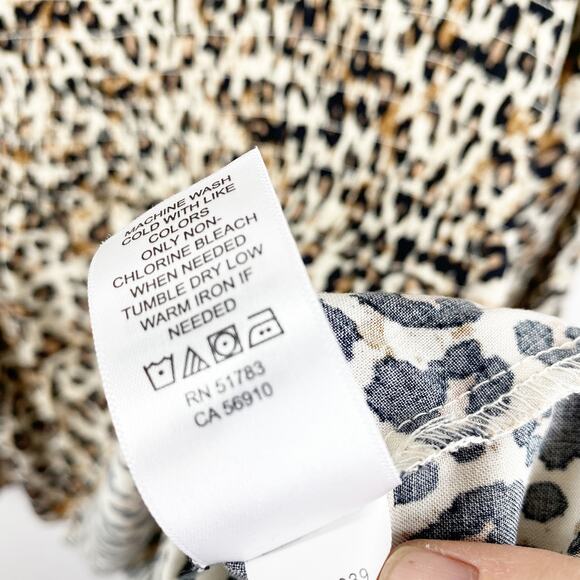 MACHINE WASH
COLD WITH LIKE
COLORS
ONLY NON-
CHLORINE BLEACH
WHEN NEEDED
TUMBLE DRY LOW
WARM IRON IF
NEEDED
RN 51783
CA 56910